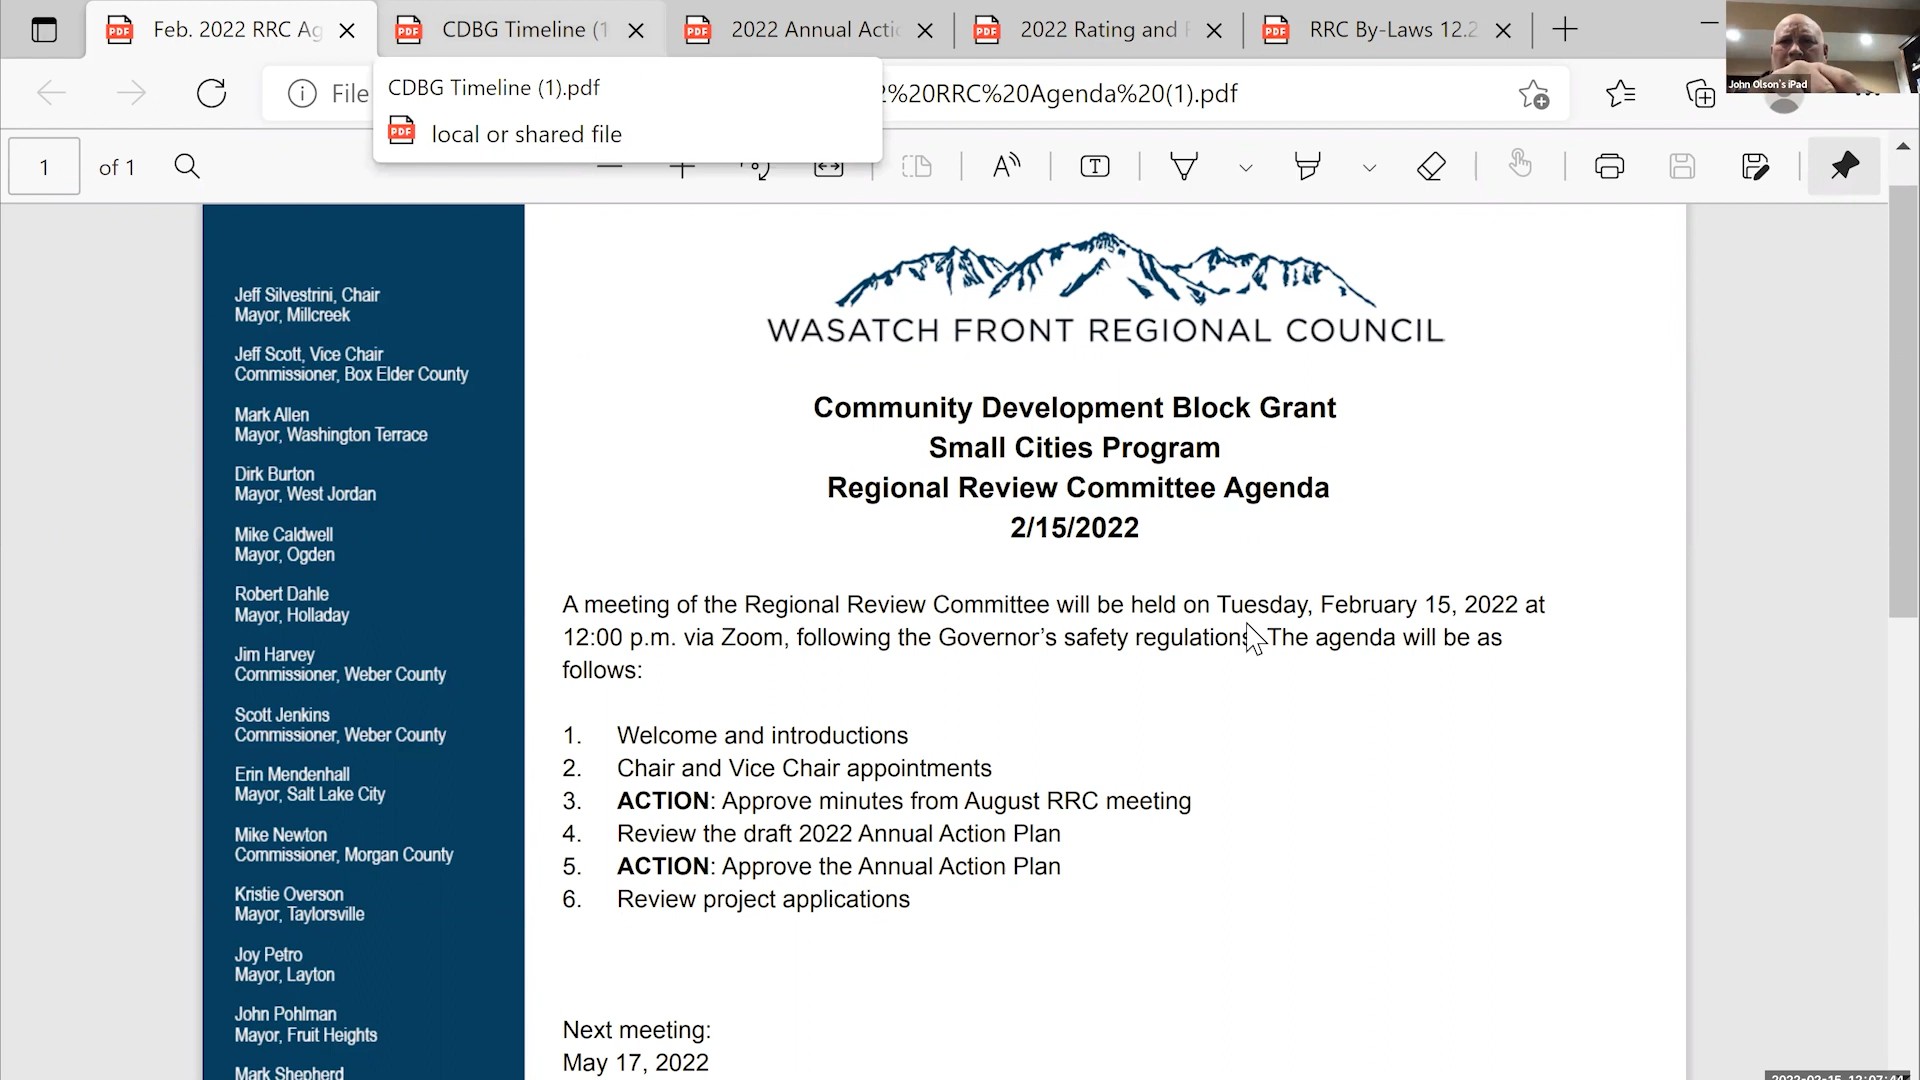 Feb. 2022 RRC Ag
CDBG Timeline (1
2022 Annual Acti
2022 Rating and
RRC By-Laws 12.2
John Olson's iPad
File
2%20RRC%20Agenda%20(1).pdf
CDBG Timeline (1).pdf
PDF local or shared file
1 of 1
Jeff Silvestrini, Chair
Mayor, Millcreek
Jeff Scott, Vice Chair
Commissioner, Box Elder County
Mark Allen
Mayor, Washington Terrace
Dirk Burton
Mayor, West Jordan
Mike Caldwell
Mayor, Ogden
Robert Dahle
Mayor, Holladay
Jim Harvey
Commissioner, Weber County
Scott Jenkins
Commissioner, Weber County
Erin Mendenhall
Mayor, Salt Lake City
Mike Newton
Commissioner, Morgan County
Kristie Overson
Mayor, Taylorsville
Joy Petro
Mayor, Layton
John Pohlman
Mayor, Fruit Heights
Mark Shepherd
WASATCH FRONT REGIONAL COUNCIL
Community Development Block Grant
Small Cities Program
Regional Review Committee Agenda
2/15/2022
A meeting of the Regional Review Committee will be held on Tuesday, February 15, 2022 at
12:00 p.m. via Zoom, following the Governor’s safety regulations. The agenda will be as
follows:
1. Welcome and introductions
2. Chair and Vice Chair appointments
3. ACTION: Approve minutes from August RRC meeting
4. Review the draft 2022 Annual Action Plan
5. ACTION: Approve the Annual Action Plan
6. Review project applications
Next meeting:
May 17, 2022